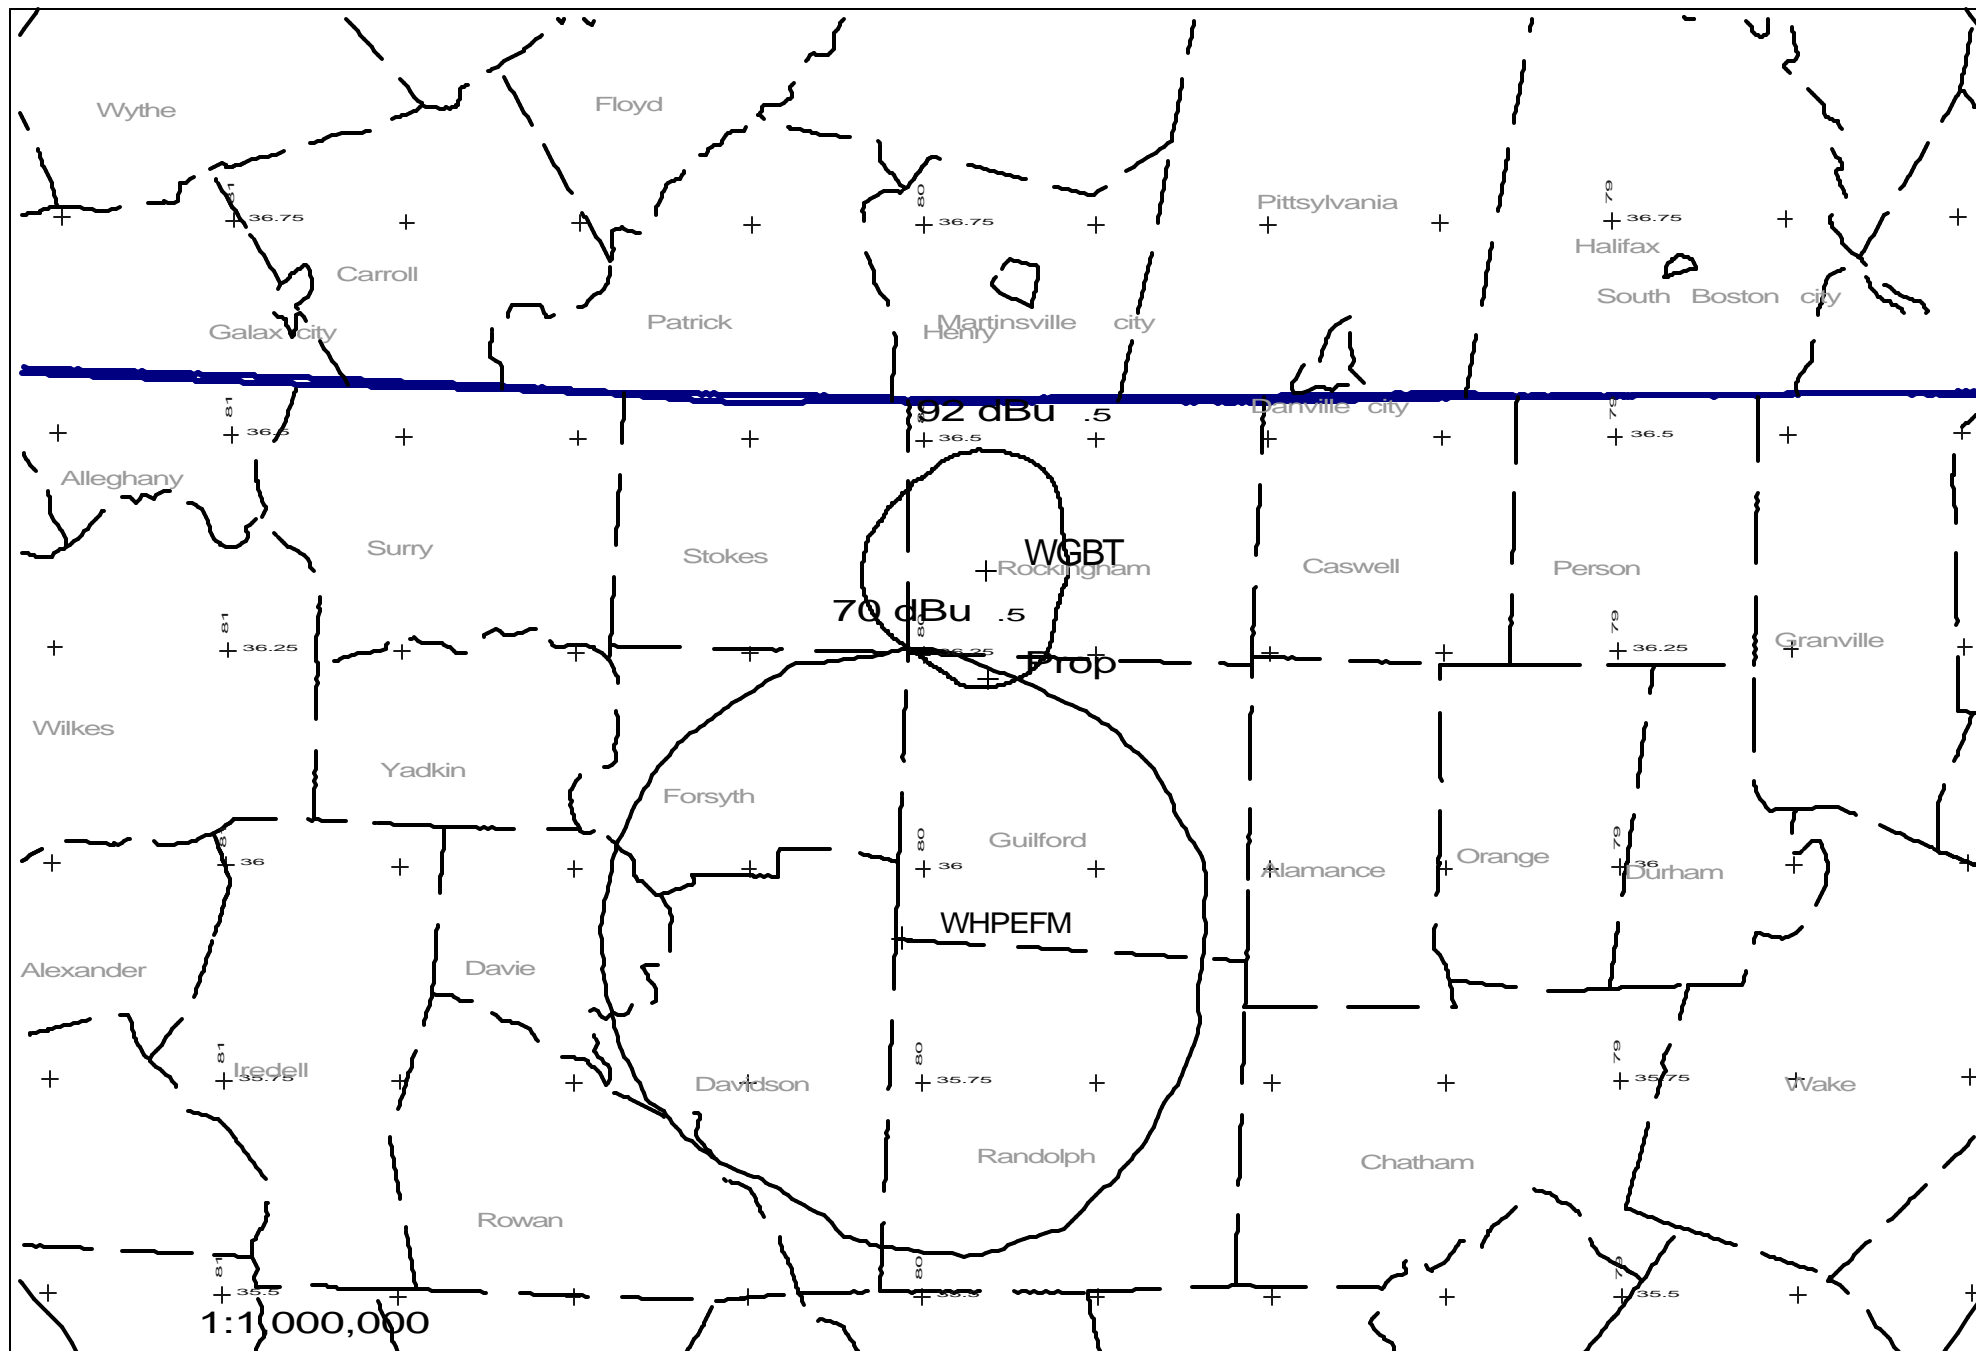 Wythe
Floyd
81
36.75
80
36.75
Pittsylvania
79
36.75
Halifax
Carroll
South Boston city
Galax city
Patrick
Martinsville city
Henry
92 dBu .5
Danville city
81
36.5
80
36.5
79
36.5
Alleghany
Surry
Stokes
WGBT
Rockingham
Caswell
Person
70 dBu .5
81
36.25
80
36.25
79
36.25
Granville
Prop
Wilkes
Yadkin
Forsyth
81
36
80
36
Guilford
Alamance
Orange
79
36
Durham
WHPEFM
Alexander
Davie
81
35.75
Iredell
Davidson
80
35.75
79
35.75
Wake
Randolph
Chatham
Rowan
81
35.5
80
35.5
79
35.5
1:1,000,000